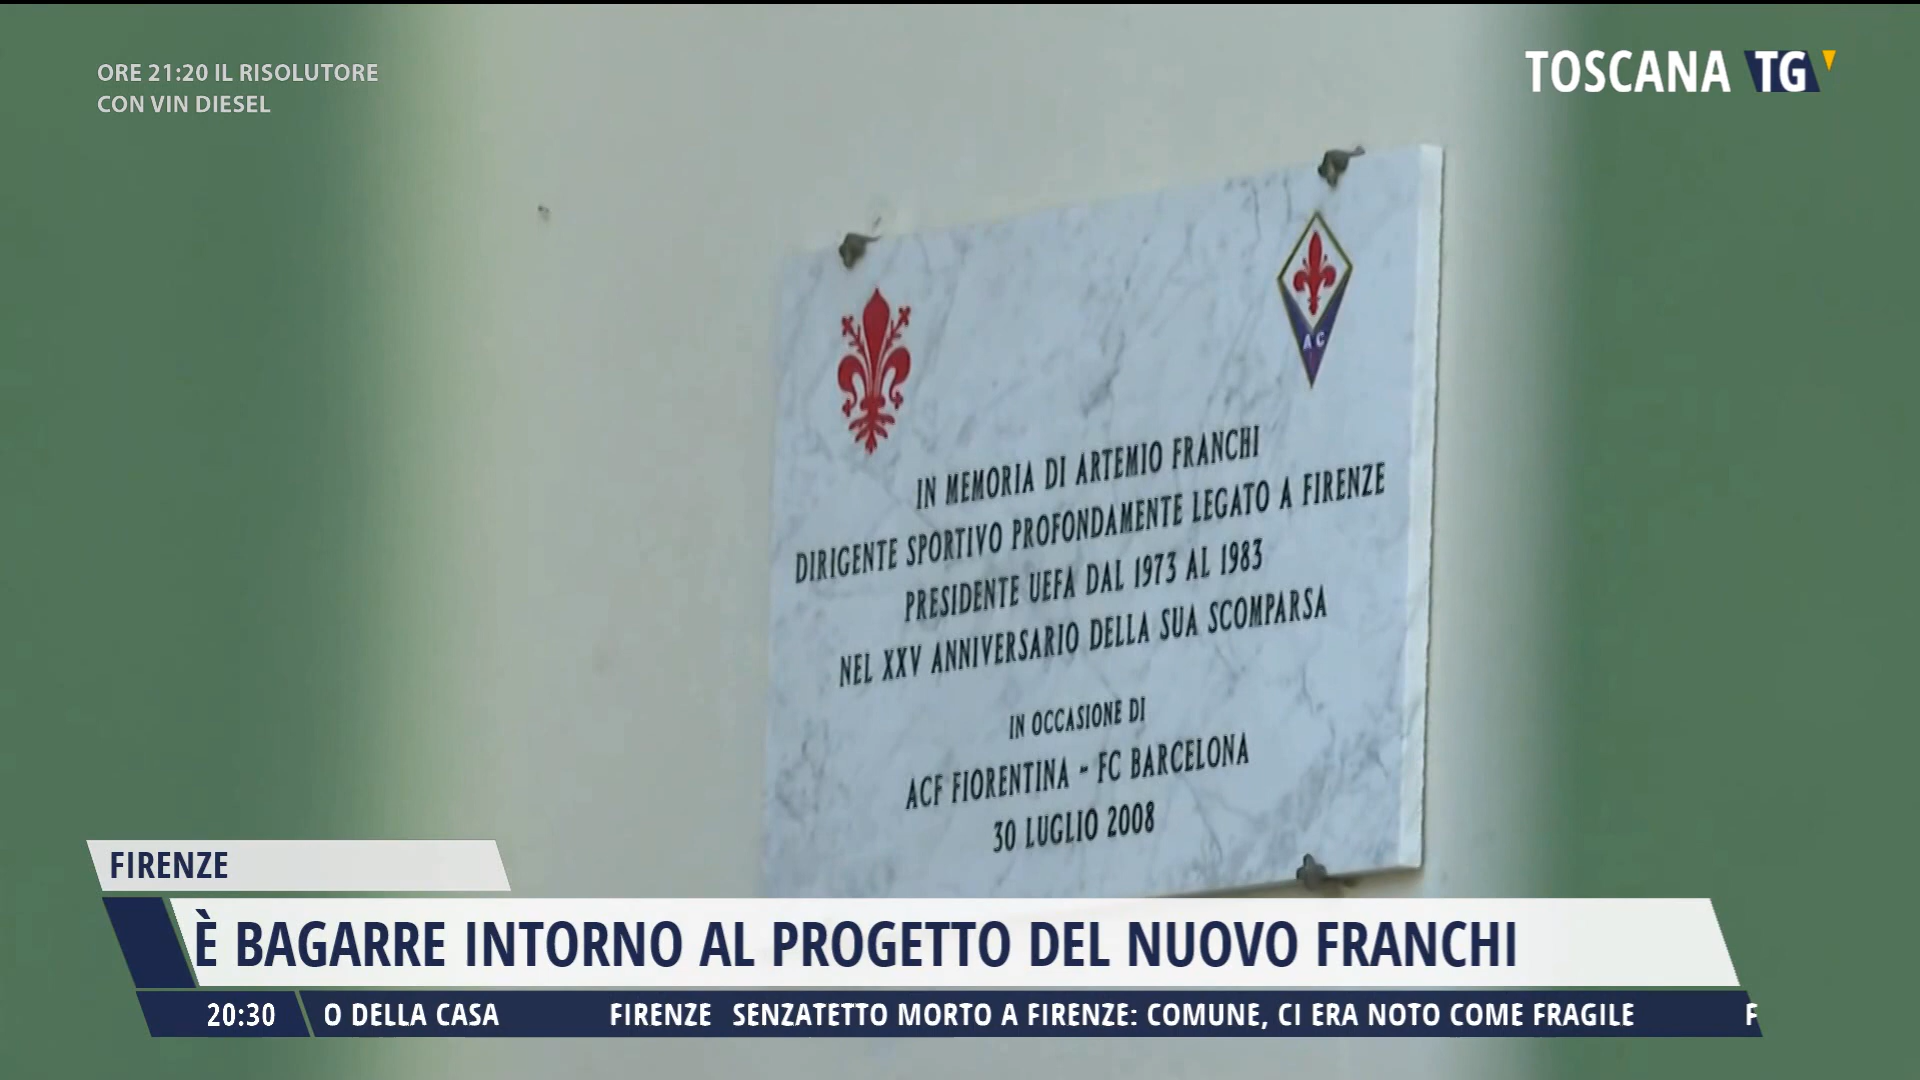 ORE 21:20 IL RISOLUTORE
CON VIN DIESEL
TOSCANA TG
AC
IN MEMORIA DI ARTEMIO FRANCHI
DIRIGENTE SPORTIVO PROFONDAMENTE LEGATO A FIRENZE
PRESIDENTE UEFA DAL 1973 AL 1983
NEL XXV ANNIVERSARIO DELLA SUA SCOMPARSA
IN OCCASIONE DI
ACF FIORENTINA - FC BARCELONA
30 LUGLIO 2008
FIRENZE
È BAGARRE INTORNO AL PROGETTO DEL NUOVO FRANCHI
20:30 O DELLA CASA FIRENZE SENZATETTO MORTO A FIRENZE: COMUNE, CI ERA NOTO COME FRAGILE F